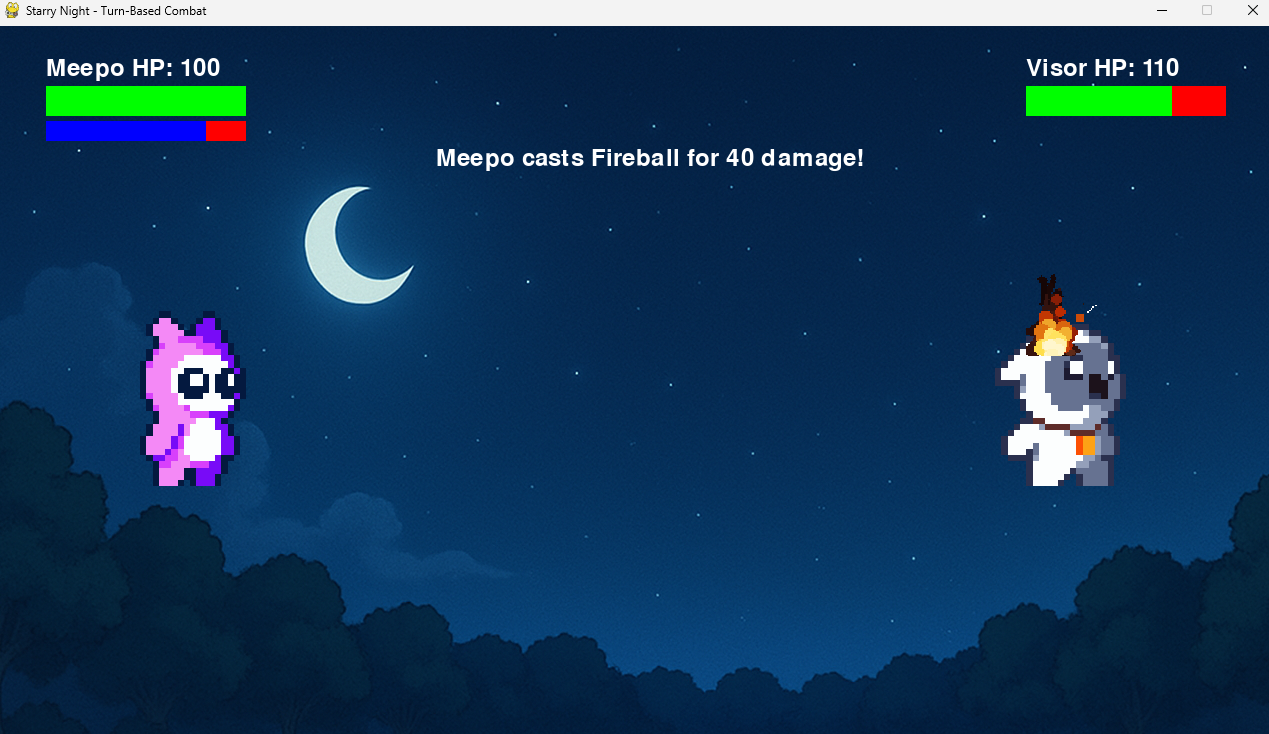 Starry Night - Turn-Based Combat
Meepo HP: 100
Visor HP: 110
Meepo casts Fireball for 40 damage!